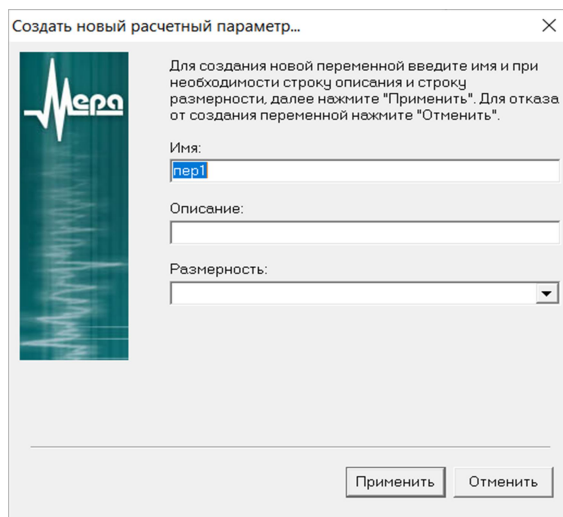 Создать новый расчетный параметр...
Мера
Для создания новой переменной введите имя и при
необходимости строку описания и строку
размерности, далее нажмите "Применить". Для отказа
от создания переменной нажмите "Отменить".
Имя:
пер1
Описание:
Размерность:
Применить
Отменить